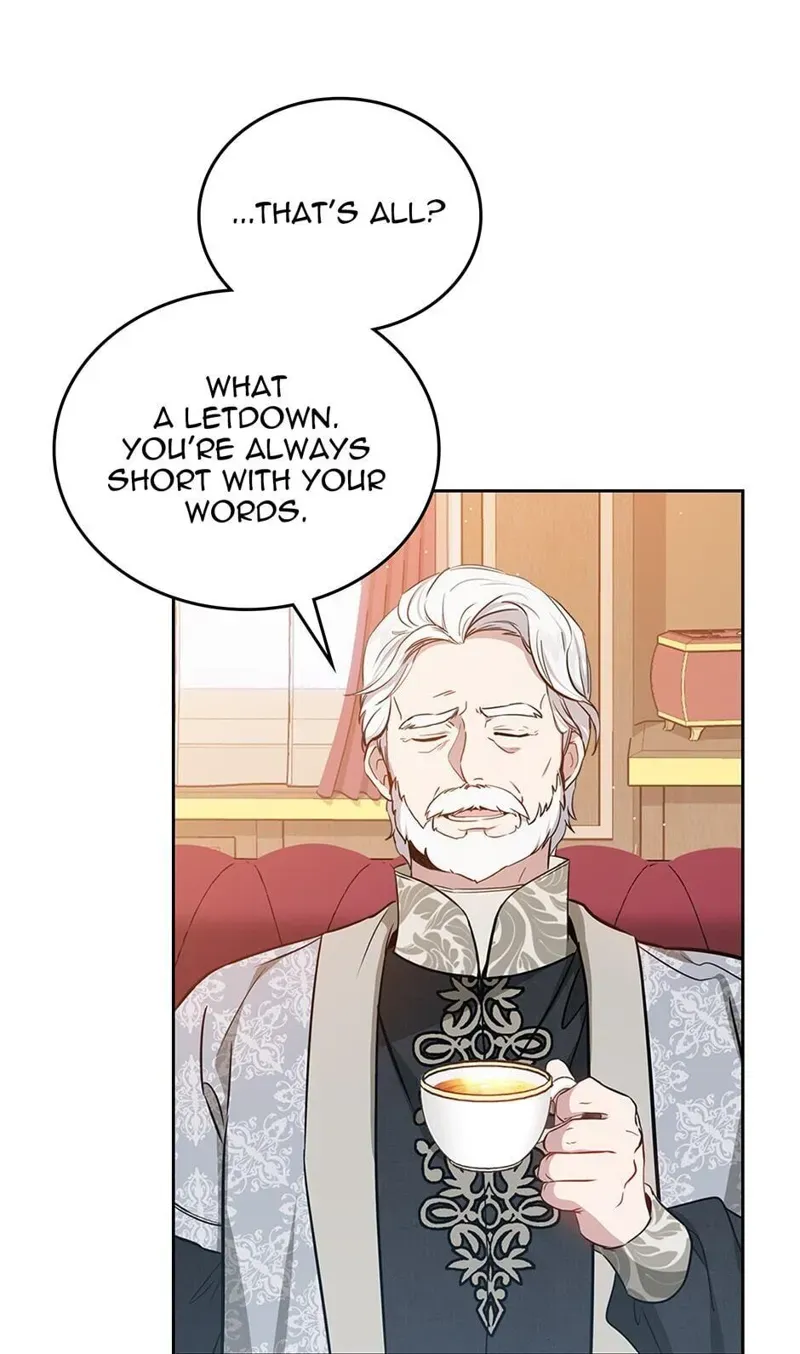 ...THAT'S ALL?
WHAT
A LETDOWN.
YOU'RE ALWAYS
SHORT WITH YOUR
WORDS.